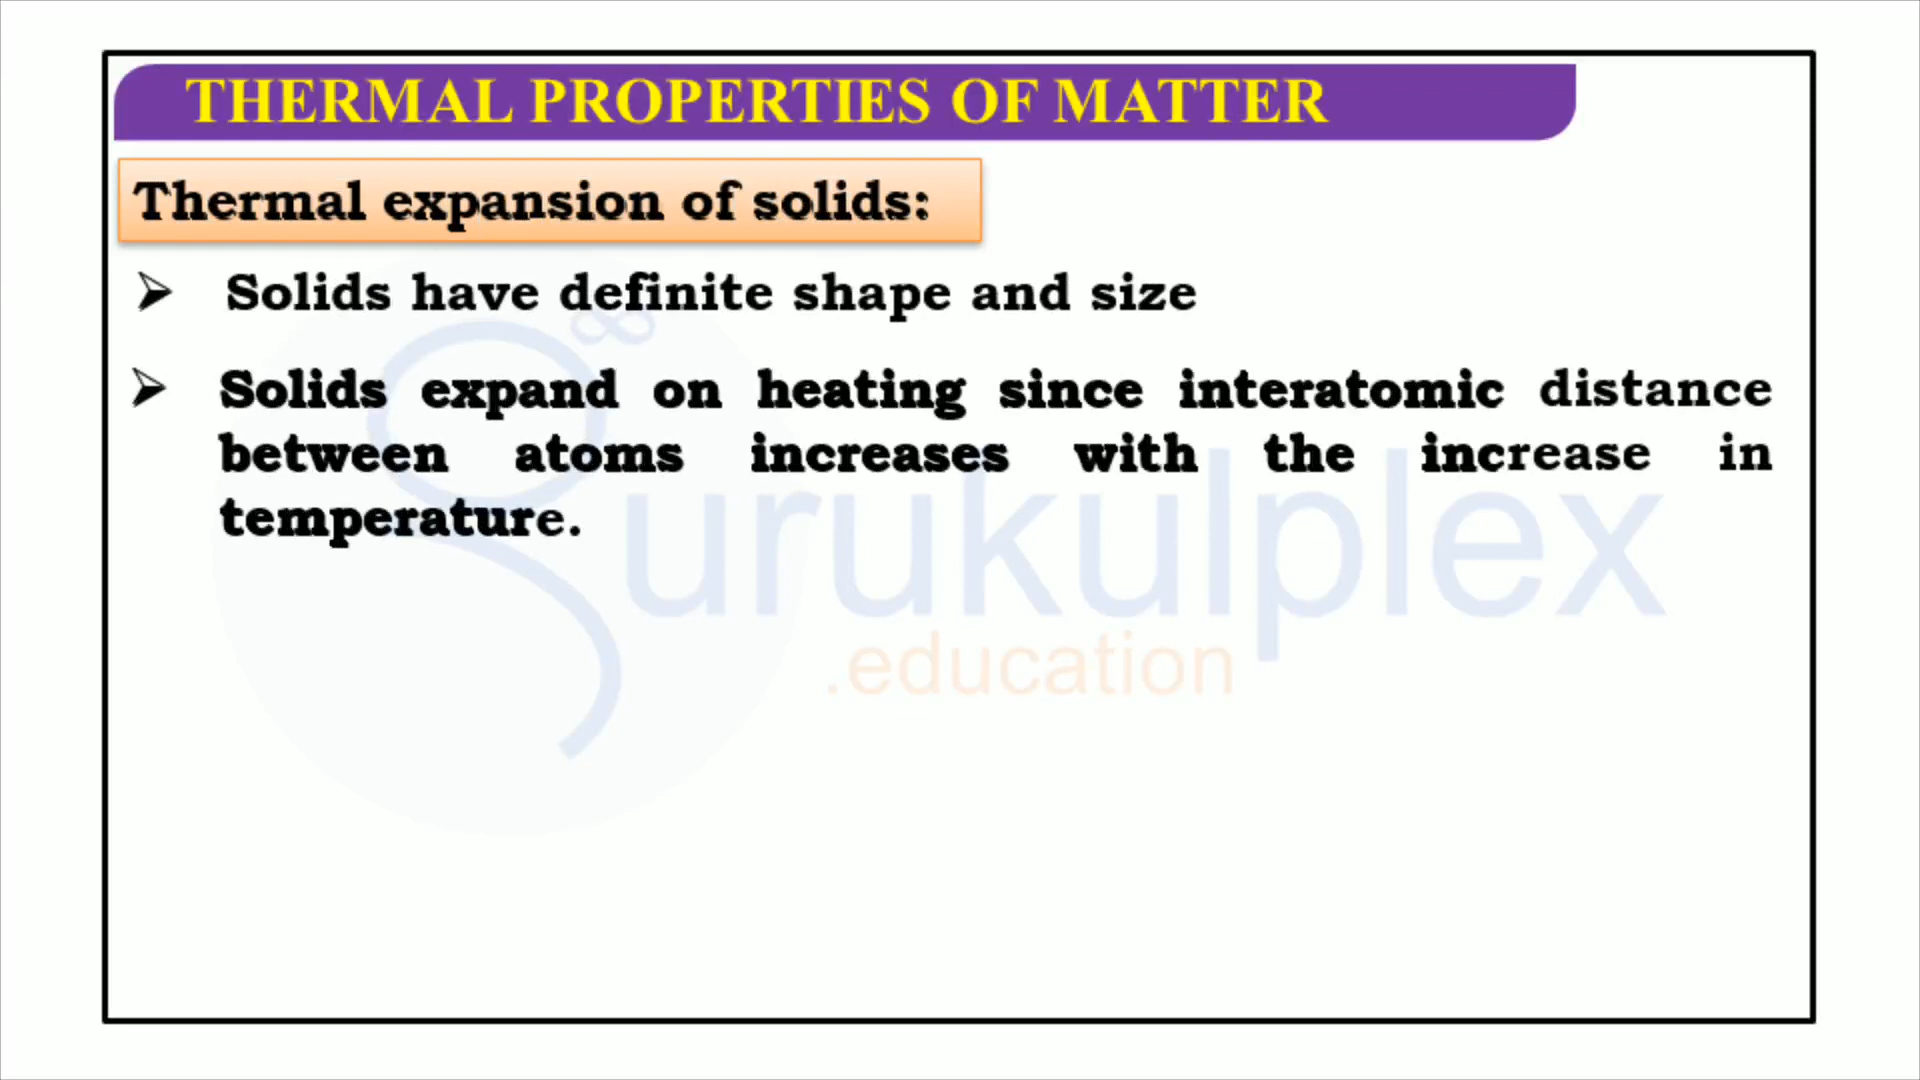 THERMAL PROPERTIES OF MATTER
Thermal expansion of solids:
➢ Solids have definite shape and size
➢ Solids expand on heating since interatomic distance
between atoms increases with the increase in
temperature.
urukulplex
.education